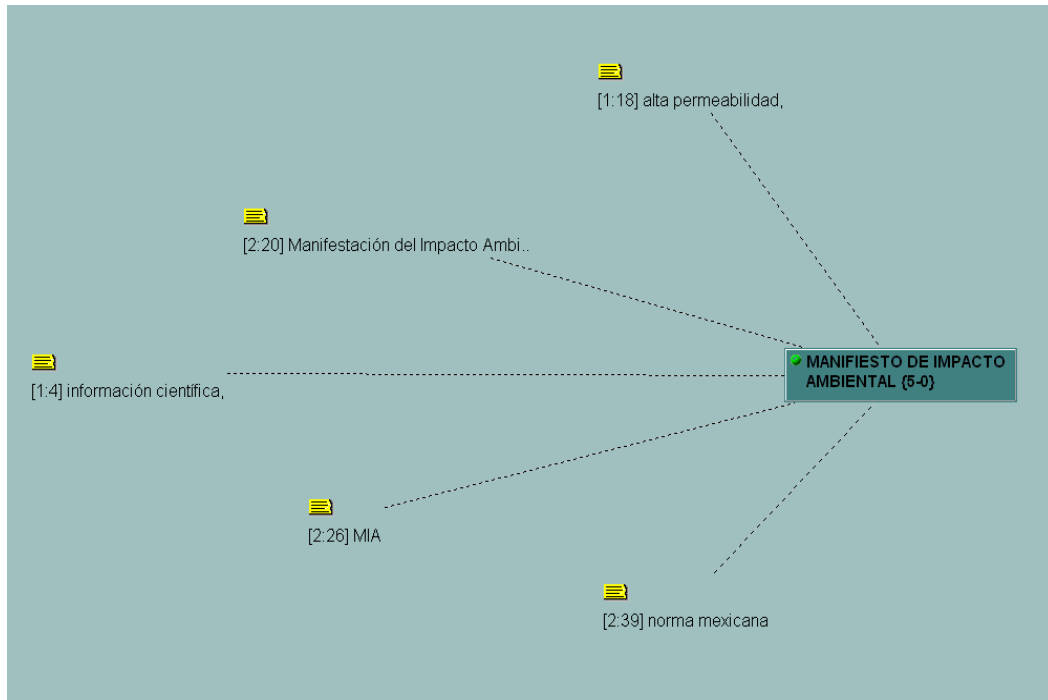 [1:18] alta permeabilidad,
[2:20] Manifestación del Impacto Ambi..
MANIFIESTO DE IMPACTO
AMBIENTAL {5-0}
[1:4] información científica,
[2:26] MIA
[2:39] norma mexicana